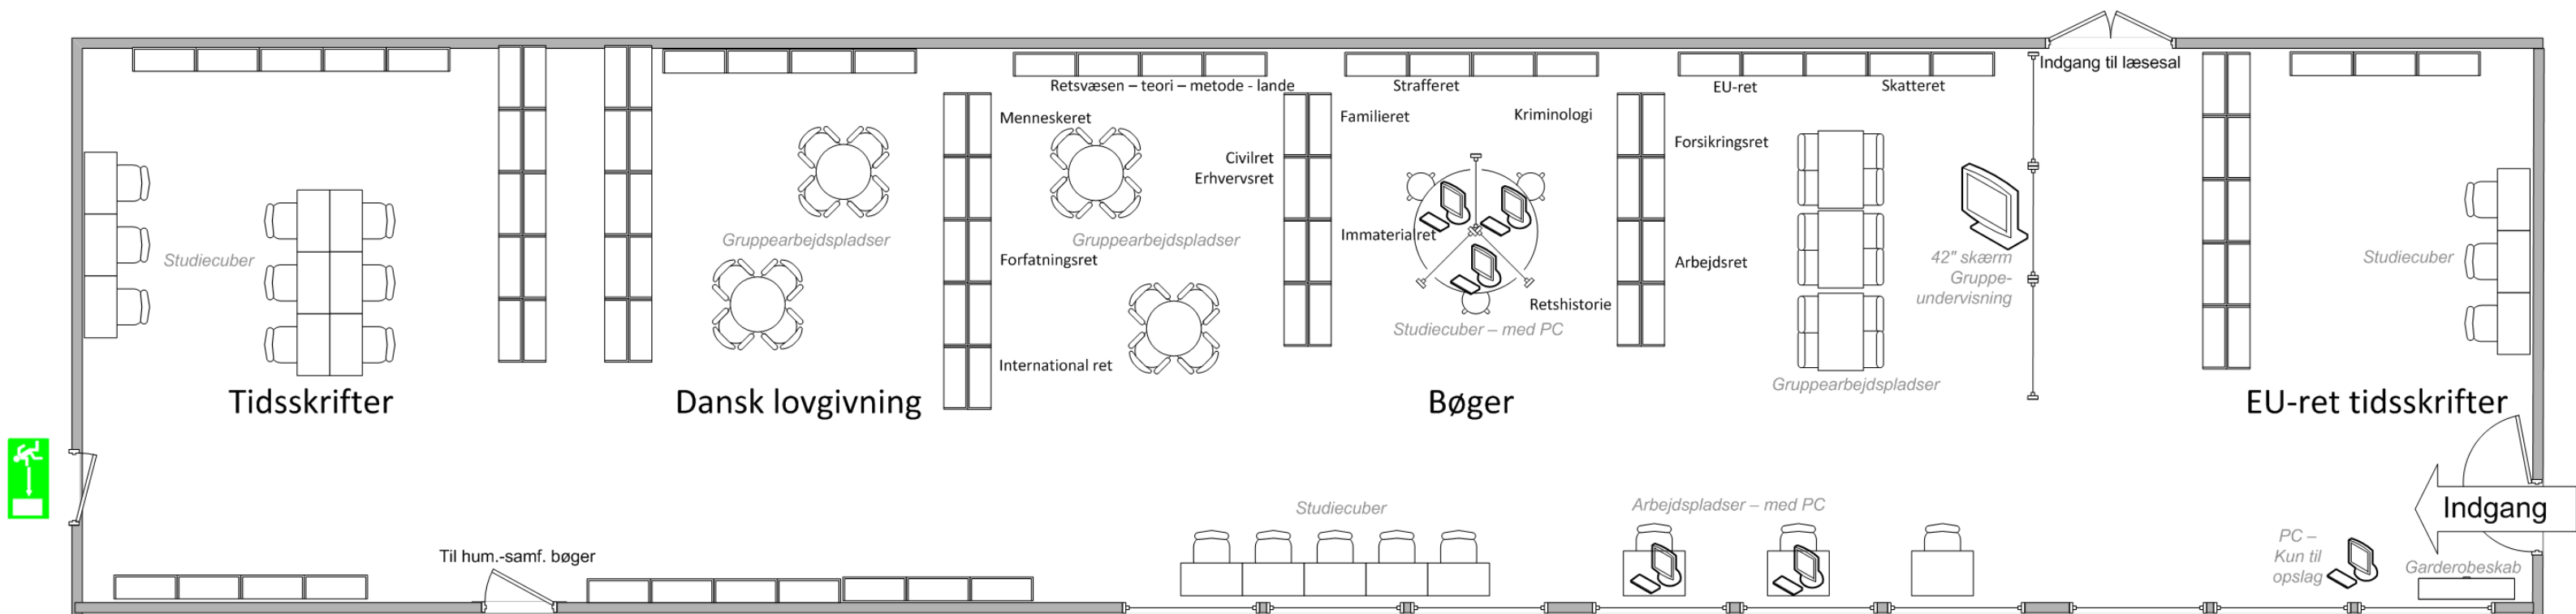 Indgang til læsesal
Retsvæsen – teori – metode - lande
Strafferet
EU-ret
Skatteret
Menneskeret
Familieret
Kriminologi
Forsikringsret
Civilret
Erhvervsret
Immaterialret
Gruppearbejdspladser
Gruppearbejdspladser
Studiecuber
Forfatningsret
Arbejdsret
42" skærm
Gruppe-
undervisning
Studiecuber
Retshistorie
Studiecuber – med PC
International ret
Gruppearbejdspladser
Tidsskrifter
Dansk lovgivning
Bøger
EU-ret tidsskrifter
Studiecuber
Arbejdspladser – med PC
Indgang
Til hum.-samf. bøger
PC –
Kun til
opslag
Garderobeskab